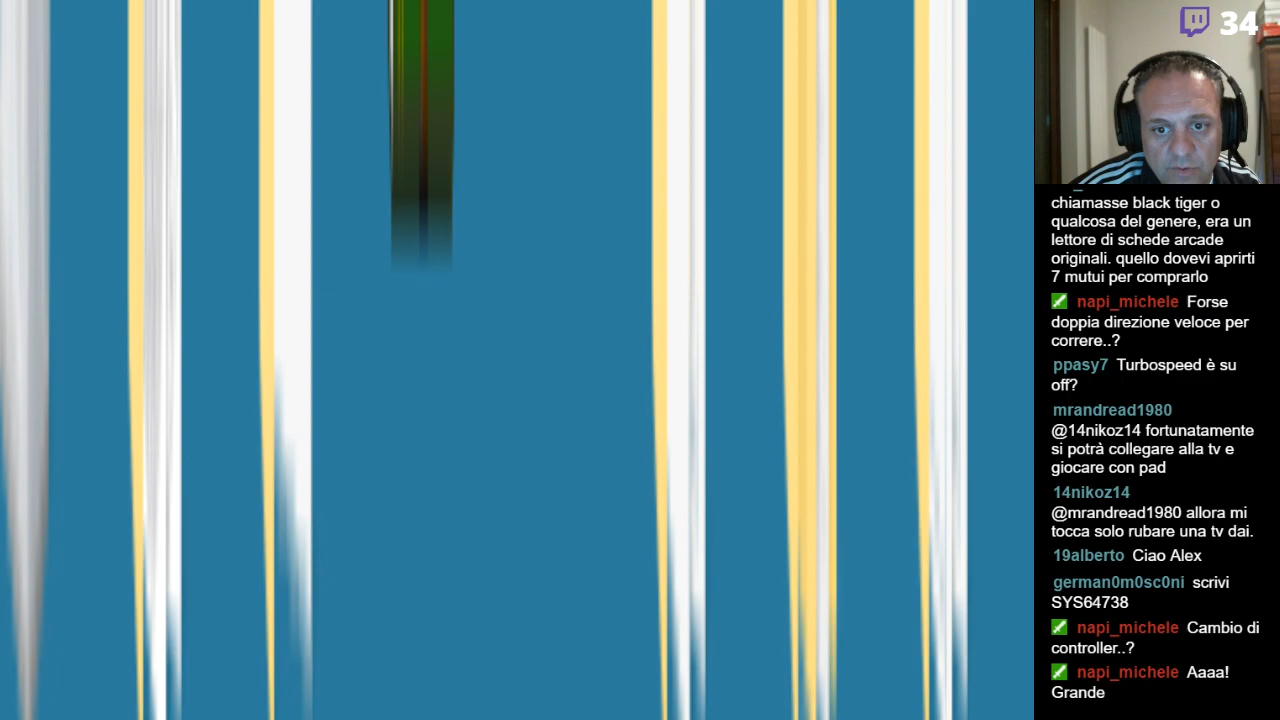 34
chiamasse black tiger o
qualcosa del genere, era un
lettore di schede arcade
originali. quello dovevi aprirti
7 mutui per comprarlo
napi_michele Forse
doppia direzione veloce per
correre..?
ppasy7 Turbospeed è su
off?
mrandread1980
@14nikoz14 fortunatamente
si potrà collegare alla tv e
giocare con pad
14nikoz14
@mrandread1980 allora mi
tocca solo rubare una tv dai.
19alberto Ciao Alex
german0m0sc0ni scrivi
SYS64738
napi_michele Cambio di
controller..?
napi_michele Aaaa!
Grande